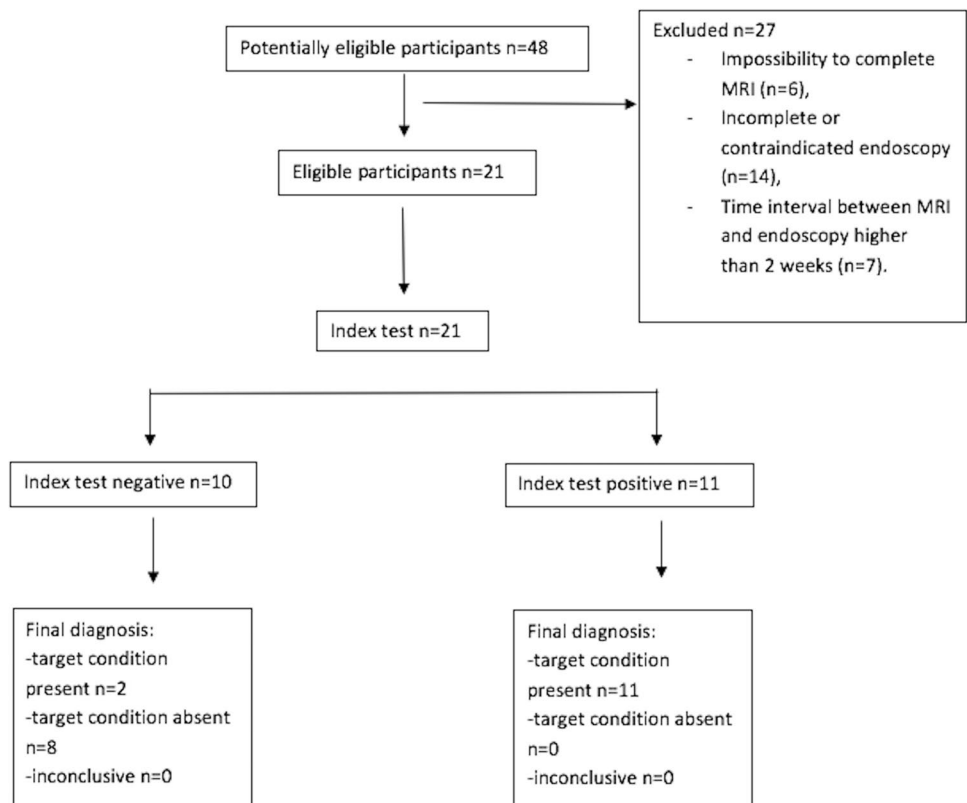 Potentially eligible participants n=48
Excluded n=27
- Impossibility to complete
MRI (n=6),
- Incomplete or
contraindicated endoscopy
(n=14),
- Time interval between MRI
and endoscopy higher
than 2 weeks (n=7).
Eligible participants n=21
Index test n=21
Index test negative n=10
Index test positive n=11
Final diagnosis:
-target condition
present n=2
-target condition absent
n=8
-inconclusive n=0
Final diagnosis:
-target condition
present n=11
-target condition absent
n=0
-inconclusive n=0